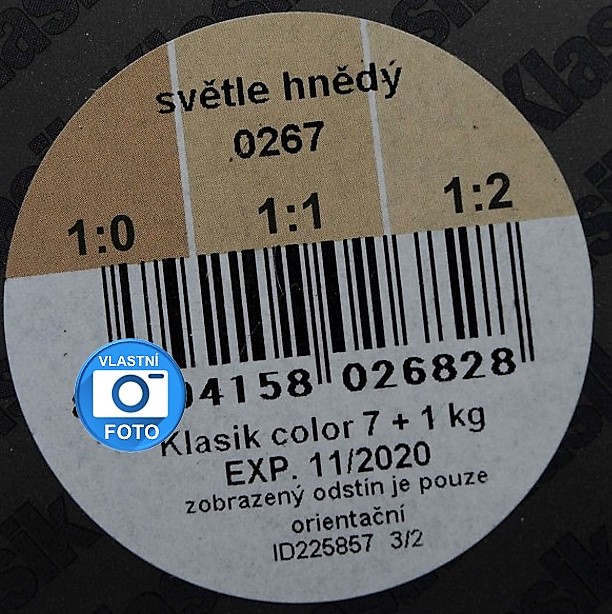 světle hnědý
0267
1:0 1:1 1:2
04158 026828
VLASTNÍ
FOTO
Klasik color 7 + 1 kg
EXP. 11/2020
zobrazený odstín je pouze
orientační
ID225857 3/2